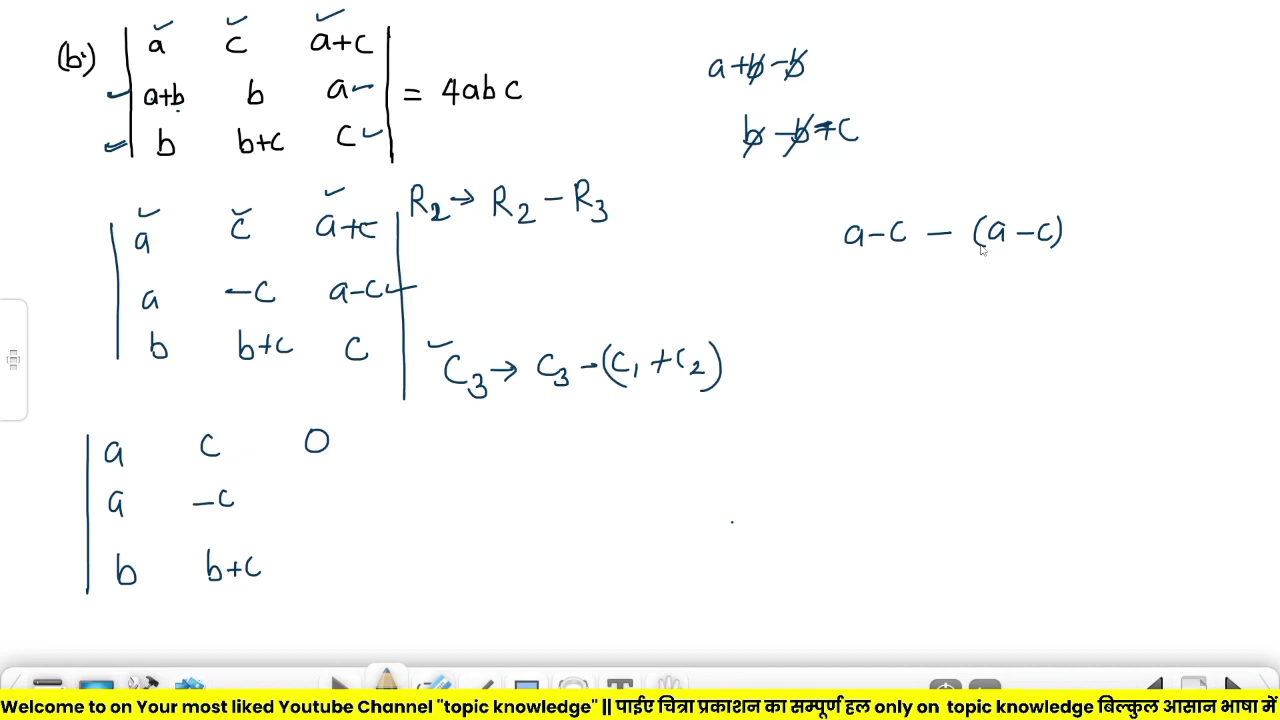 (b) | a c a+c |
| a+b b a | = 4abc
| b b+c c |
a+b-b
b-b+c
R2 → R2 - R3
| a c a+c |
| a -c a-c |
| b b+c c |
a-c - (a-c)
C3 → C3 - (C1 + C2)
| a c 0
| a -c
| b b+c
Welcome to on Your most liked Youtube Channel "topic knowledge" || पाईए चित्रा प्रकाशन का सम्पूर्ण हल only on topic knowledge बिल्कुल आसान भाषा में